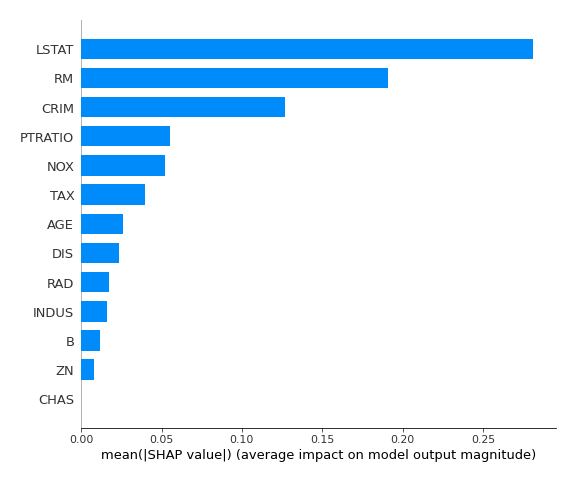 LSTAT
RM
CRIM
PTRATIO
NOX
TAX
AGE
DIS
RAD
INDUS
B
ZN
CHAS
0.00 0.05 0.10 0.15 0.20 0.25
mean(|SHAP value|) (average impact on model output magnitude)